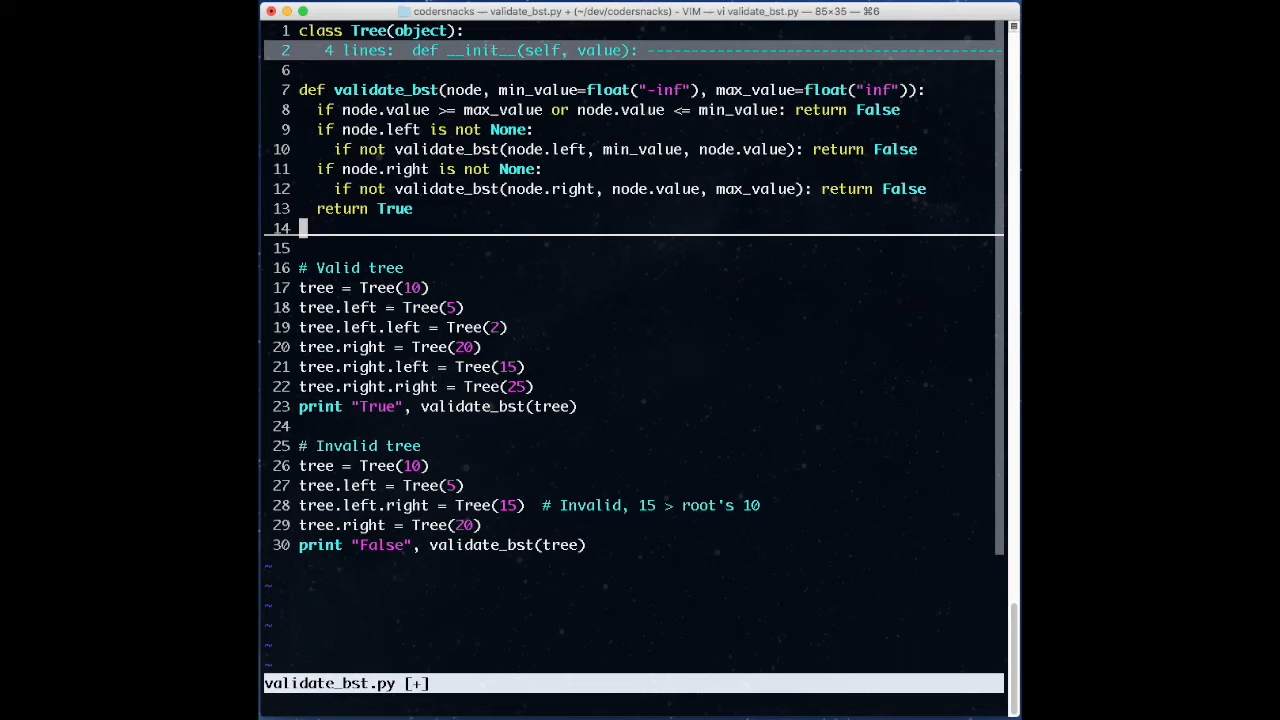 codersnacks — validate_bst.py + (~/dev/codersnacks) - VIM — vi validate_bst.py — 85×35 — ⌘6
1 class Tree(object):
2 4 lines: def __init__(self, value): -----------------------------------------
6
7 def validate_bst(node, min_value=float("-inf"), max_value=float("inf")):
8   if node.value >= max_value or node.value <= min_value: return False
9   if node.left is not None:
10     if not validate_bst(node.left, min_value, node.value): return False
11   if node.right is not None:
12     if not validate_bst(node.right, node.value, max_value): return False
13   return True
14
15
16 # Valid tree
17 tree = Tree(10)
18 tree.left = Tree(5)
19 tree.left.left = Tree(2)
20 tree.right = Tree(20)
21 tree.right.left = Tree(15)
22 tree.right.right = Tree(25)
23 print "True", validate_bst(tree)
24
25 # Invalid tree
26 tree = Tree(10)
27 tree.left = Tree(5)
28 tree.left.right = Tree(15)  # Invalid, 15 > root's 10
29 tree.right = Tree(20)
30 print "False", validate_bst(tree)
~
~
~
~
~
~
validate_bst.py [+]